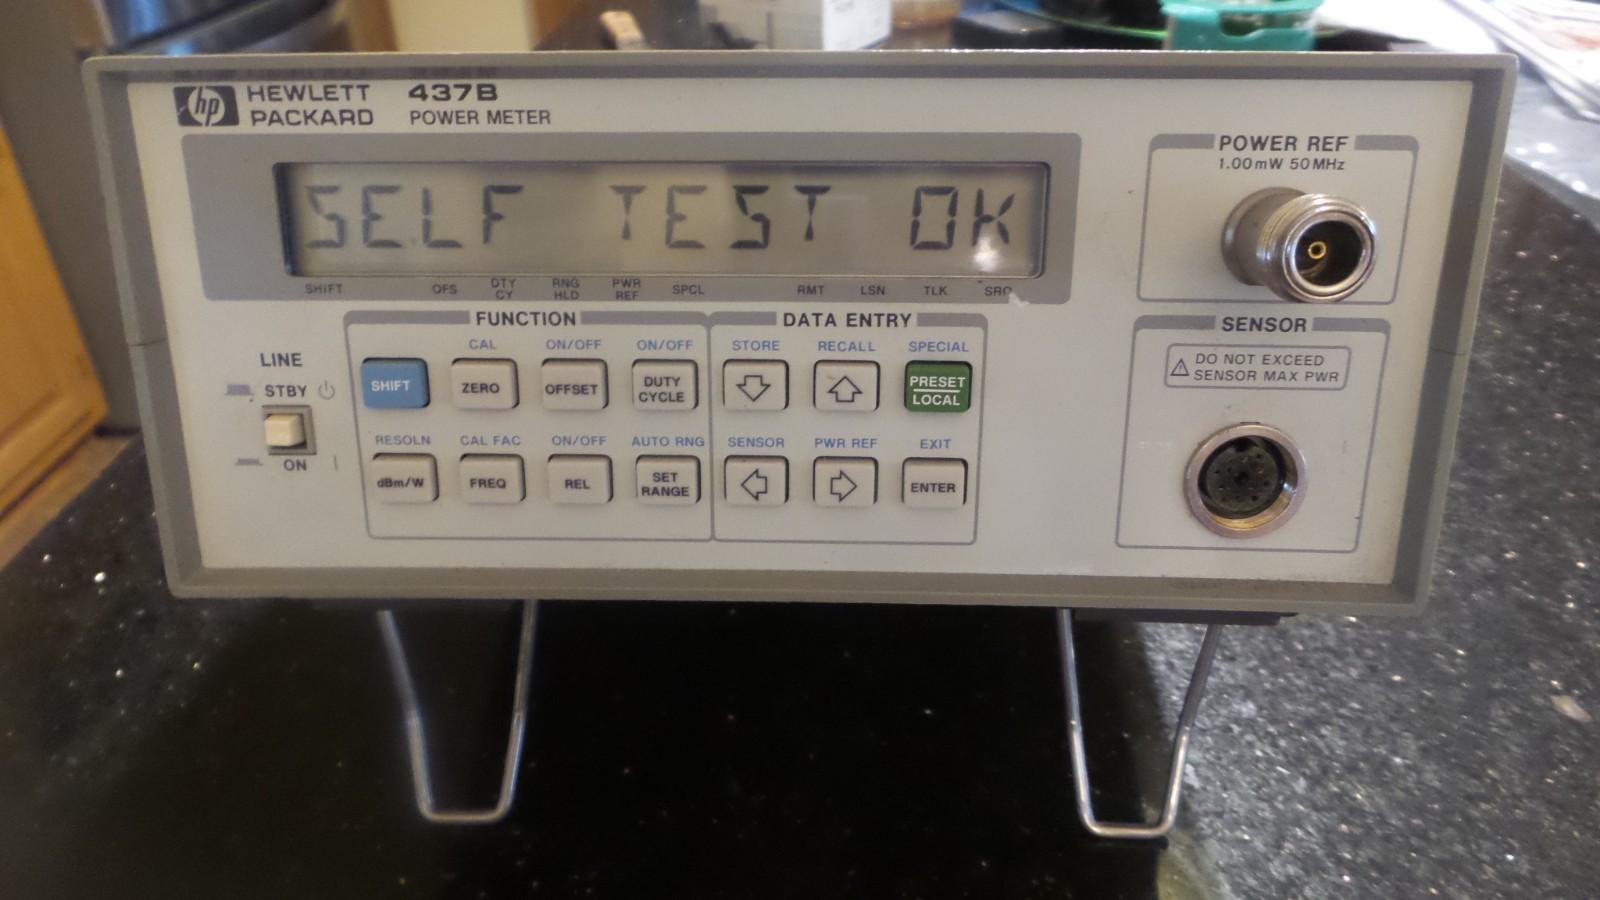 hp HEWLETT PACKARD
437B
POWER METER
SELF TEST OK
SHIFT OFS DTY CY RNG HLD PWR REF SPCL RMT LSN TLK SRQ
POWER REF
1.00mW 50MHz
FUNCTION
DATA ENTRY
SENSOR
DO NOT EXCEED
SENSOR MAX PWR
LINE
STBY
ON
CAL ON/OFF ON/OFF STORE RECALL SPECIAL
SHIFT ZERO OFFSET DUTY CYCLE PRESET LOCAL
RESOLN CAL FAC ON/OFF AUTO RNG SENSOR PWR REF EXIT
dBm/W FREQ REL SET RANGE ENTER